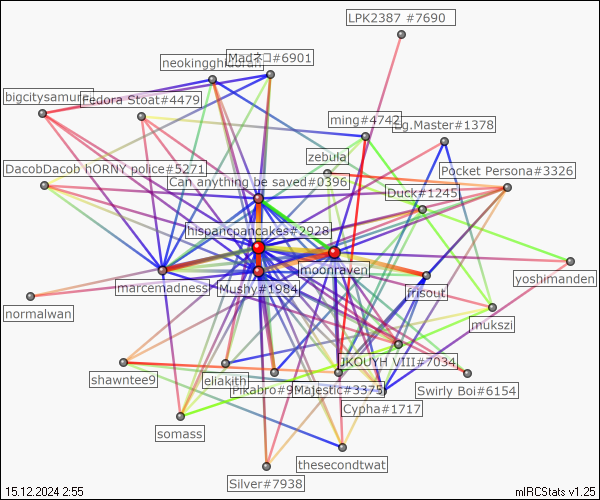 LPK2387 #7690
Madネコ#6901
neokingghidorah
bigcitysamurai
Fedora Stoat#4479
ming#4742
Sg.Master#1378
zebula
DacobDacob hORNY police#5271
Pocket Persona#3326
Can anything be saved#0396
Duck#1245
hispancpancakes#2928
moonraven
yoshimanden
marcemadness
Mushy#1984
frisout
normalwan
mukszi
JKOUYH VIII#7034
shawntee9
eliakith
Majestic#3375
Swirly Boi#6154
Cypha#1717
somass
thesecondtwat
Silver#7938
15.12.2024 2:55
mIRCStats v1.25